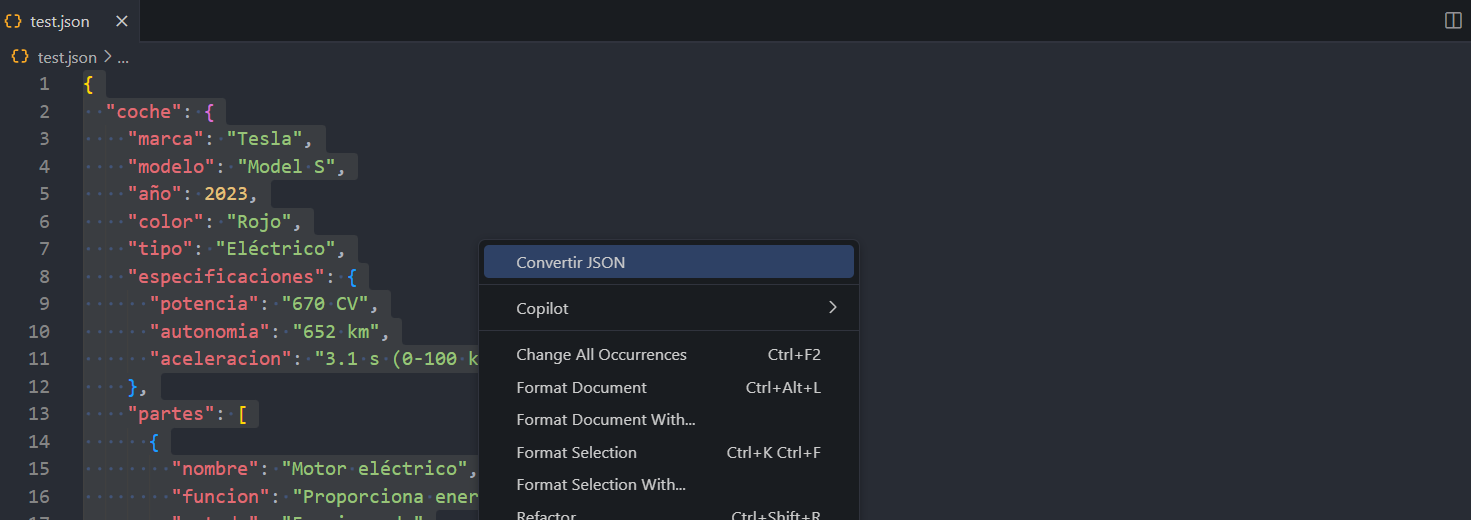 {} test.json ×
{} test.json > ...
1 {
2 "coche": {
3 "marca": "Tesla",
4 "modelo": "Model S",
5 "año": 2023,
6 "color": "Rojo",
7 "tipo": "Eléctrico",
8 "especificaciones": {
9 "potencia": "670 CV",
10 "autonomia": "652 km",
11 "aceleracion": "3.1 s (0-100 k
12 },
13 "partes": [
14 {
15 "nombre": "Motor eléctrico",
16 "funcion": "Proporciona ener
17
Convertir JSON
Copilot >
Change All Occurrences Ctrl+F2
Format Document Ctrl+Alt+L
Format Document With...
Format Selection Ctrl+K Ctrl+F
Format Selection With...
Refactor... Ctrl+Shift+R